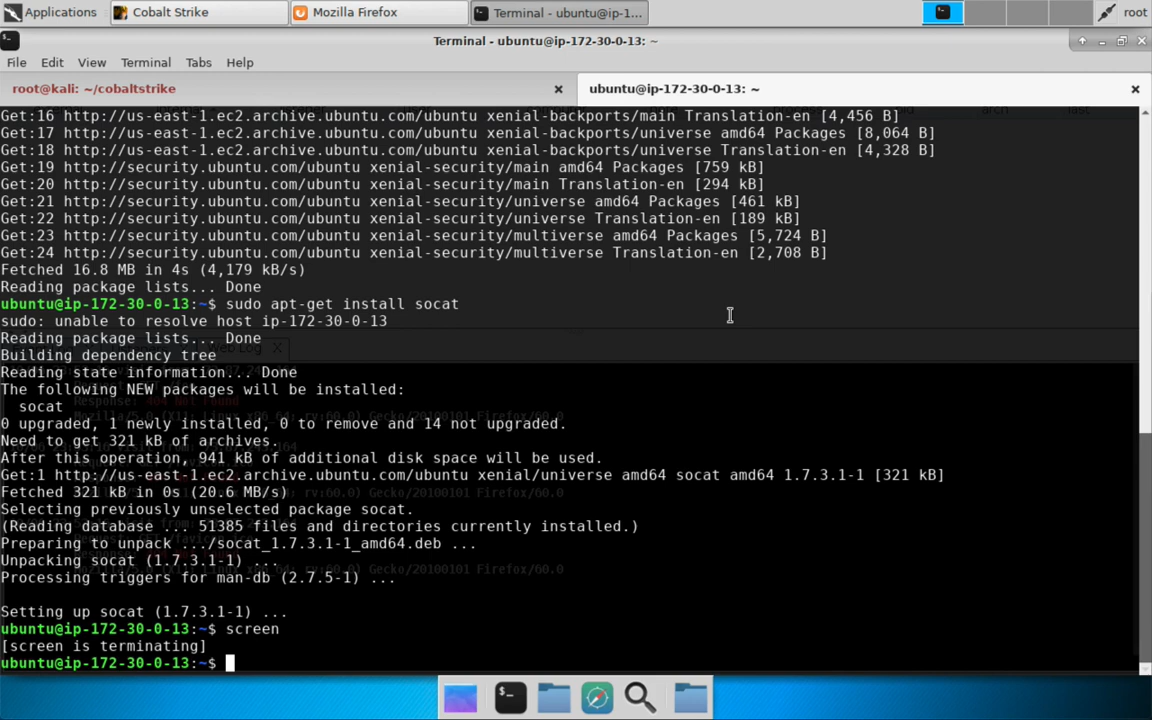 Applications
Cobalt Strike
Mozilla Firefox
Terminal - ubuntu@ip-1...
root
Terminal - ubuntu@ip-172-30-0-13: ~
File Edit View Terminal Tabs Help
root@kali: ~/cobaltstrike
ubuntu@ip-172-30-0-13: ~
Get:16 http://us-east-1.ec2.archive.ubuntu.com/ubuntu xenial-backports/main Translation-en [4,456 B]
Get:17 http://us-east-1.ec2.archive.ubuntu.com/ubuntu xenial-backports/universe amd64 Packages [8,064 B]
Get:18 http://us-east-1.ec2.archive.ubuntu.com/ubuntu xenial-backports/universe Translation-en [4,328 B]
Get:19 http://security.ubuntu.com/ubuntu xenial-security/main amd64 Packages [759 kB]
Get:20 http://security.ubuntu.com/ubuntu xenial-security/main Translation-en [294 kB]
Get:21 http://security.ubuntu.com/ubuntu xenial-security/universe amd64 Packages [461 kB]
Get:22 http://security.ubuntu.com/ubuntu xenial-security/universe Translation-en [189 kB]
Get:23 http://security.ubuntu.com/ubuntu xenial-security/multiverse amd64 Packages [5,724 B]
Get:24 http://security.ubuntu.com/ubuntu xenial-security/multiverse Translation-en [2,708 B]
Fetched 16.8 MB in 4s (4,179 kB/s)
Reading package lists... Done
ubuntu@ip-172-30-0-13:~$ sudo apt-get install socat
sudo: unable to resolve host ip-172-30-0-13
Reading package lists... Done
Building dependency tree
Reading state information... Done
The following NEW packages will be installed:
  socat
0 upgraded, 1 newly installed, 0 to remove and 14 not upgraded.
Need to get 321 kB of archives.
After this operation, 941 kB of additional disk space will be used.
Get:1 http://us-east-1.ec2.archive.ubuntu.com/ubuntu xenial/universe amd64 socat amd64 1.7.3.1-1 [321 kB]
Fetched 321 kB in 0s (20.6 MB/s)
Selecting previously unselected package socat.
(Reading database ... 51385 files and directories currently installed.)
Preparing to unpack .../socat_1.7.3.1-1_amd64.deb ...
Unpacking socat (1.7.3.1-1) ...
Processing triggers for man-db (2.7.5-1) ...
Setting up socat (1.7.3.1-1) ...
ubuntu@ip-172-30-0-13:~$ screen
[screen is terminating]
ubuntu@ip-172-30-0-13:~$